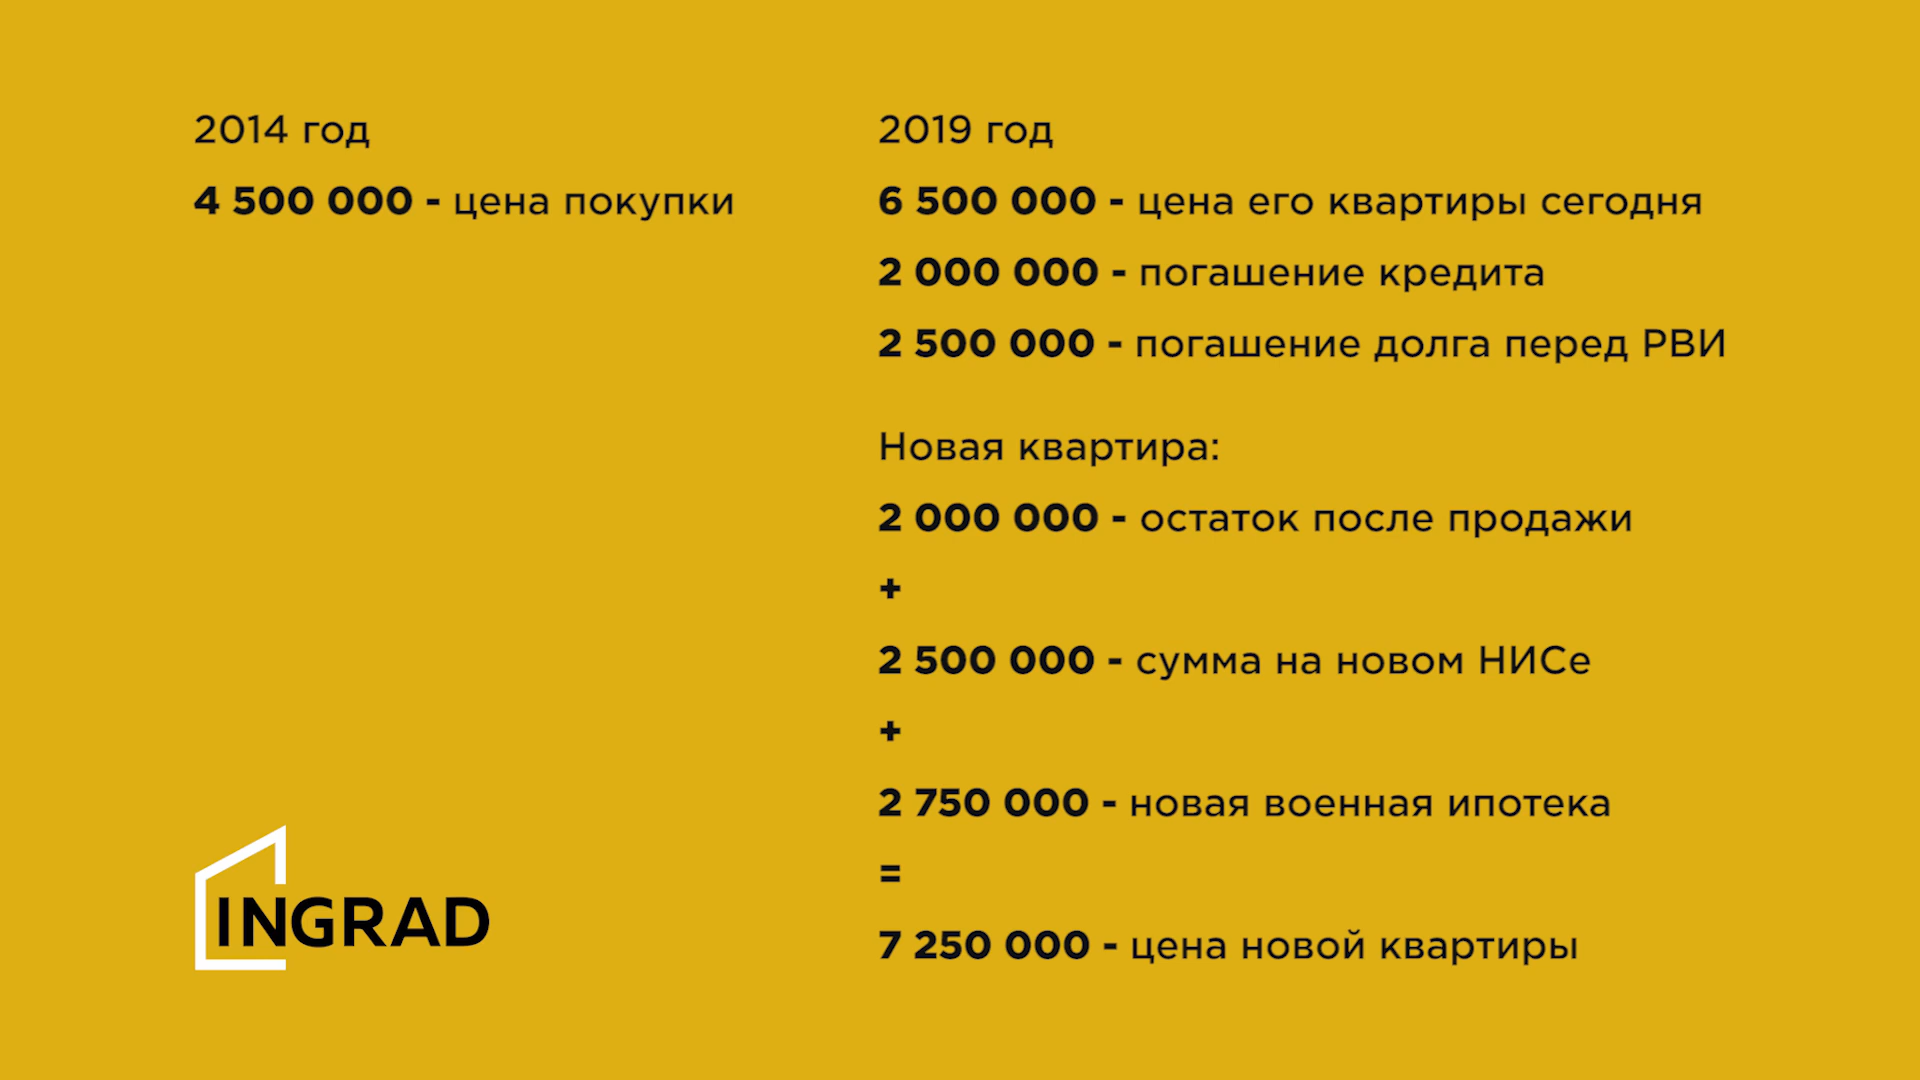 2014 год
4 500 000 - цена покупки
2019 год
6 500 000 - цена его квартиры сегодня
2 000 000 - погашение кредита
2 500 000 - погашение долга перед РВИ
Новая квартира:
2 000 000 - остаток после продажи
+
2 500 000 - сумма на новом НИСе
+
2 750 000 - новая военная ипотека
=
7 250 000 - цена новой квартиры
INGRAD